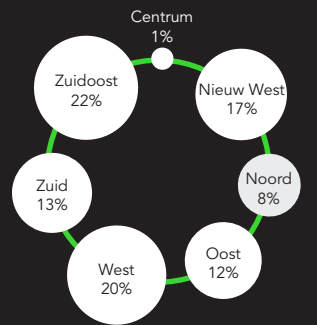 Centrum
1%
Nieuw West
17%
Noord
8%
Oost
12%
West
20%
Zuid
13%
Zuidoost
22%